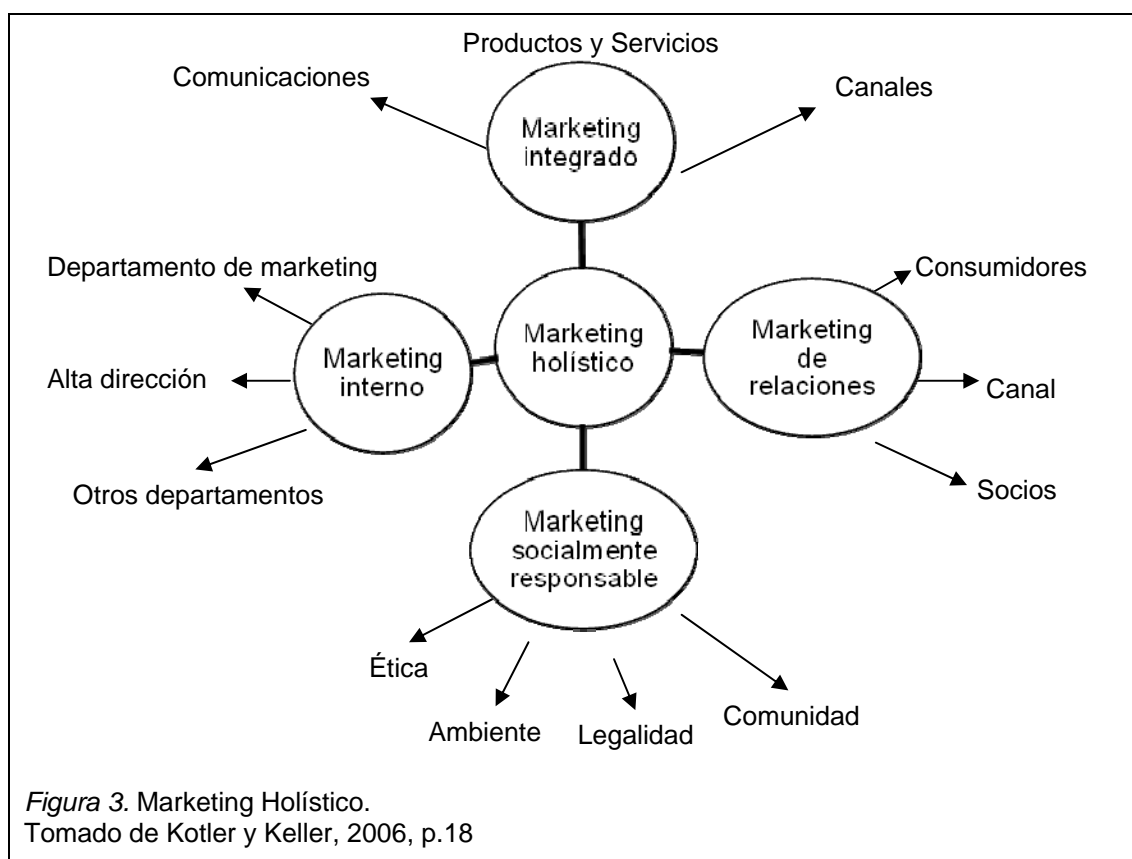 Productos y Servicios
Comunicaciones
Canales
Marketing
integrado
Departamento de marketing
Consumidores
Marketing
interno
Marketing
holístico
Marketing
de
relaciones
Alta dirección
Canal
Otros departamentos
Socios
Marketing
socialmente
responsable
Ética
Ambiente
Legalidad
Comunidad
Figura 3. Marketing Holístico.
Tomado de Kotler y Keller, 2006, p.18